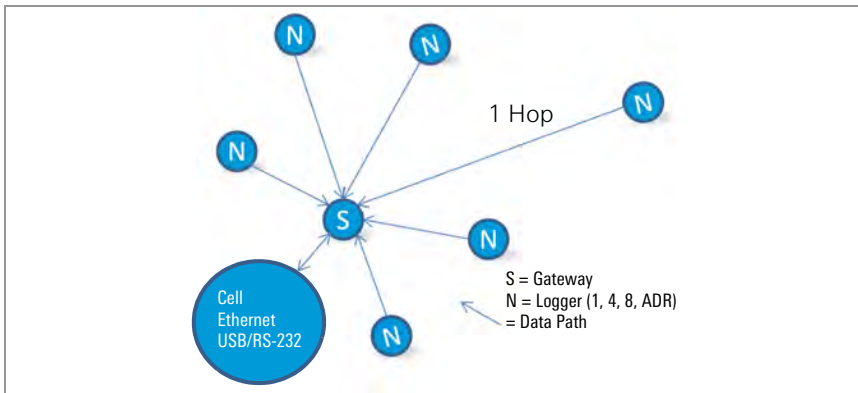 N
N
N
1 Hop
N
S
N
S = Gateway
N = Logger (1, 4, 8, ADR)
= Data Path
Cell
Ethernet
USB/RS-232
N